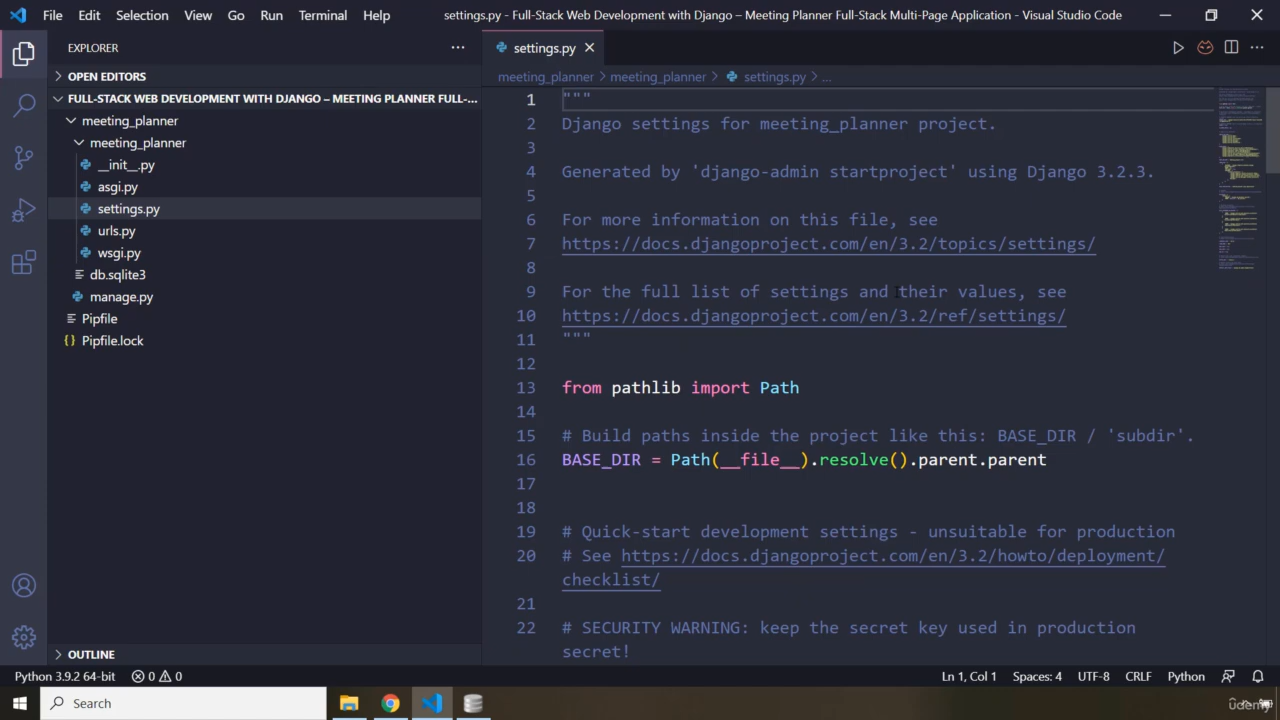 File Edit Selection View Go Run Terminal Help settings.py - Full-Stack Web Development with Django – Meeting Planner Full-Stack Multi-Page Application - Visual Studio Code
EXPLORER
OPEN EDITORS
FULL-STACK WEB DEVELOPMENT WITH DJANGO – MEETING PLANNER FULL-...
meeting_planner
meeting_planner
__init__.py
asgi.py
settings.py
urls.py
wsgi.py
db.sqlite3
manage.py
Pipfile
Pipfile.lock
OUTLINE
settings.py
meeting_planner > meeting_planner > settings.py > ...
1 """
2 Django settings for meeting_planner project.
3
4 Generated by 'django-admin startproject' using Django 3.2.3.
5
6 For more information on this file, see
7 https://docs.djangoproject.com/en/3.2/topics/settings/
8
9 For the full list of settings and their values, see
10 https://docs.djangoproject.com/en/3.2/ref/settings/
11 """
12
13 from pathlib import Path
14
15 # Build paths inside the project like this: BASE_DIR / 'subdir'.
16 BASE_DIR = Path(__file__).resolve().parent.parent
17
18
19 # Quick-start development settings - unsuitable for production
20 # See https://docs.djangoproject.com/en/3.2/howto/deployment/
checklist/
21
22 # SECURITY WARNING: keep the secret key used in production
secret!
Python 3.9.2 64-bit 0 0 Ln 1, Col 1 Spaces: 4 UTF-8 CRLF Python
Search
udemy